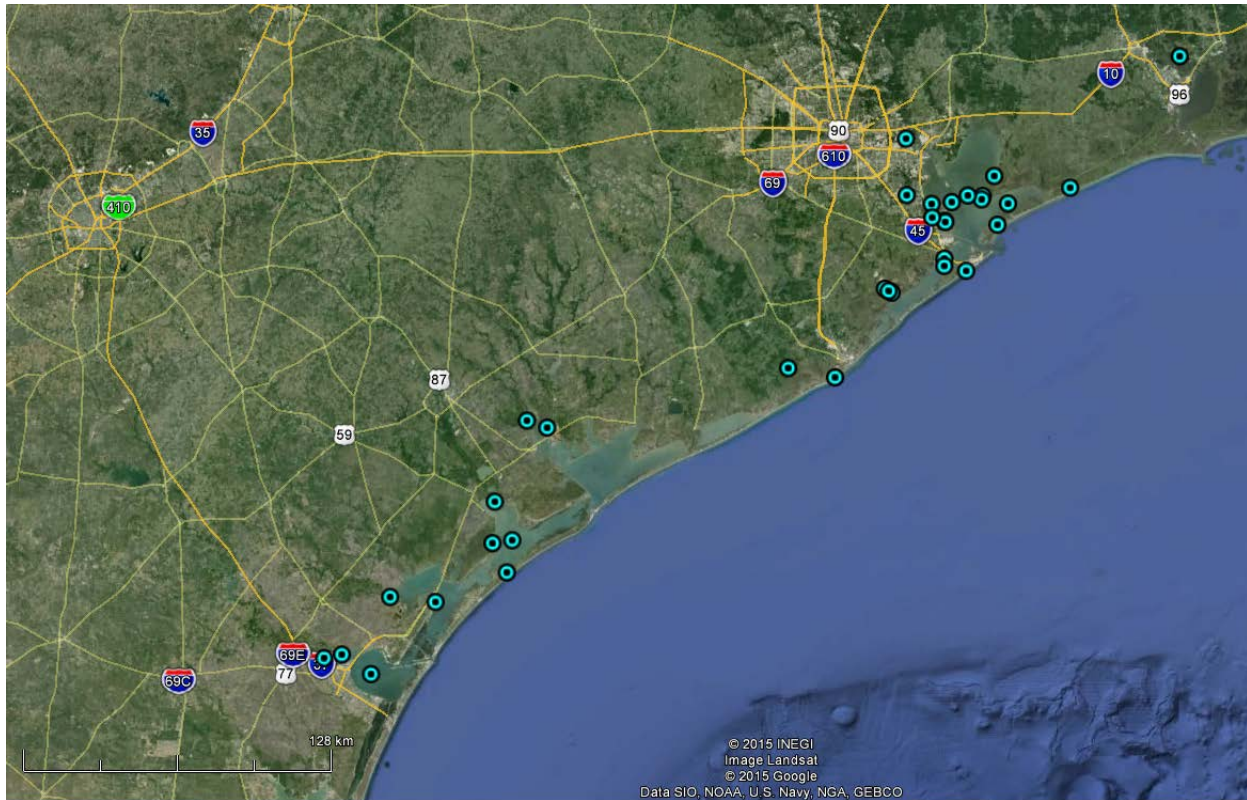 10
96
35
90
610
69
410
45
87
59
69E
37
77
69C
128 km
© 2015 INEGI
Image Landsat
© 2015 Google
Data SIO, NOAA, U.S. Navy, NGA, GEBCO